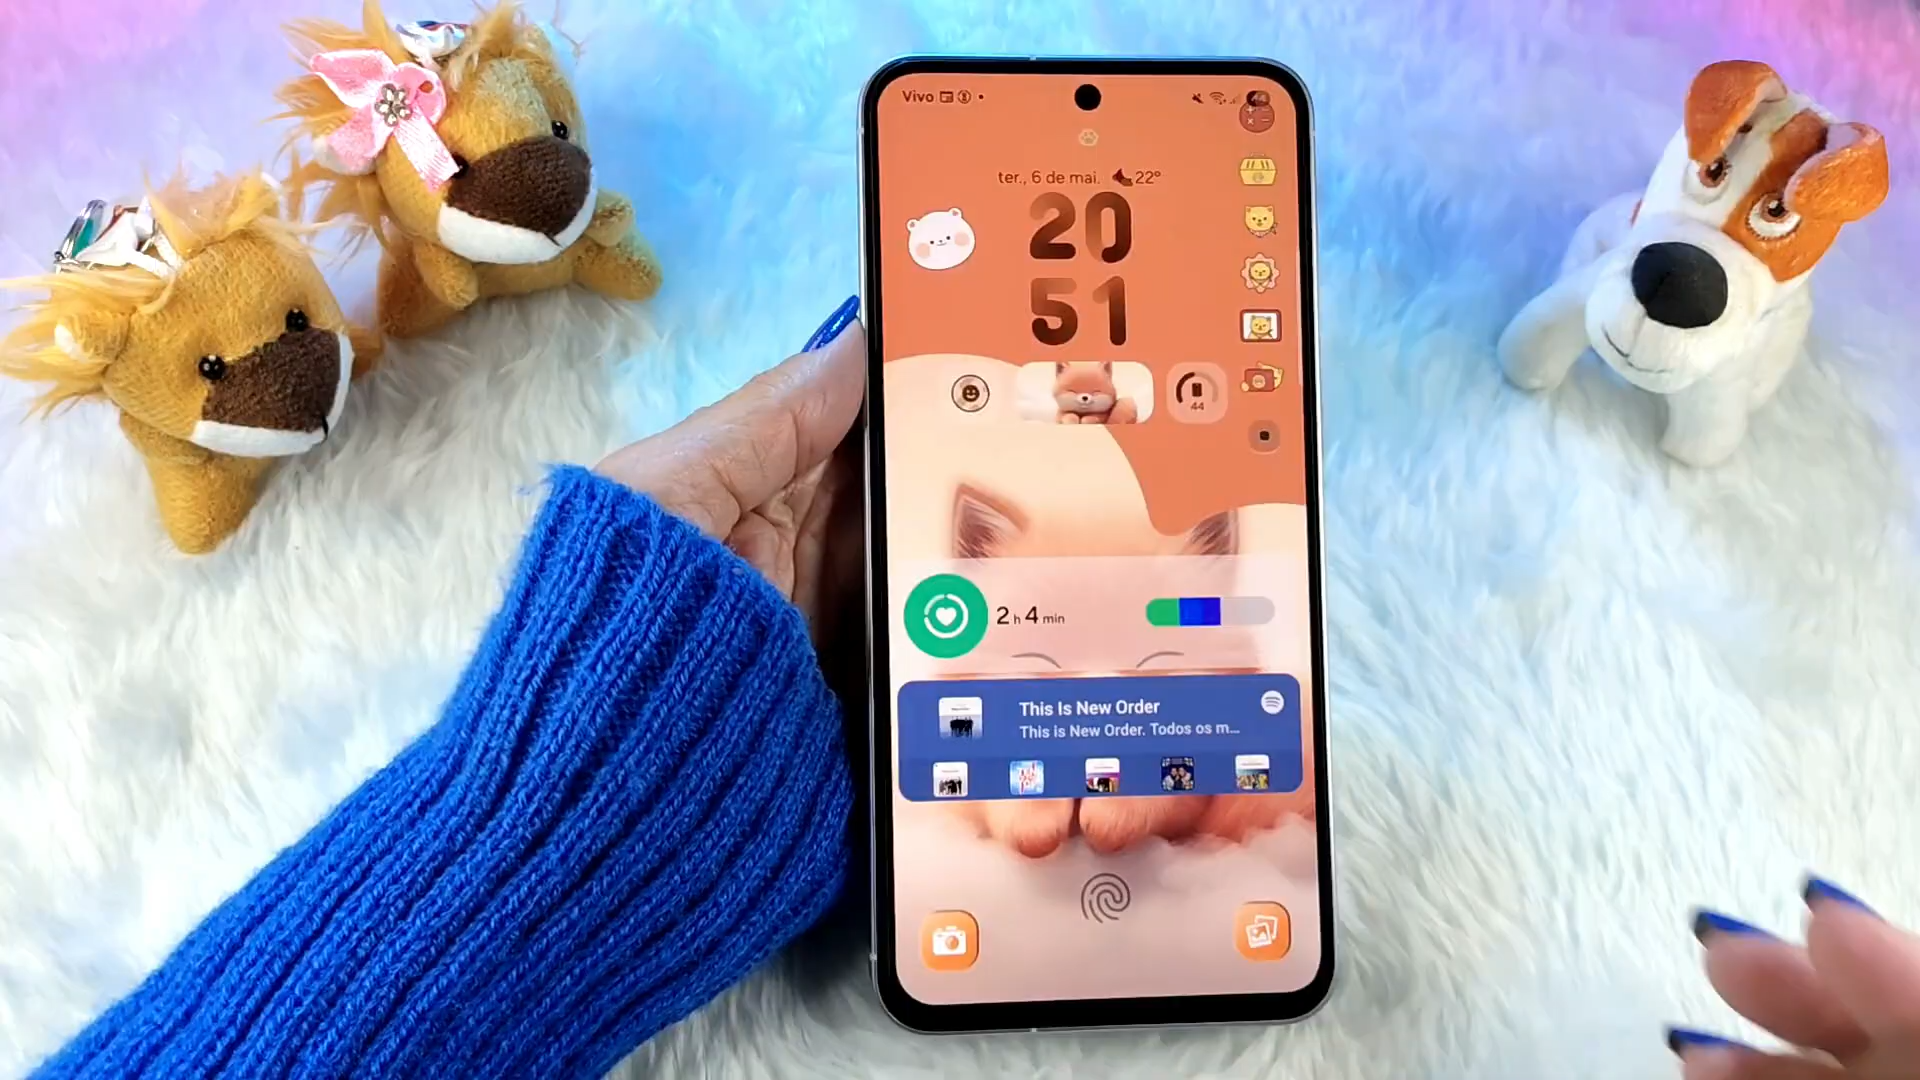 Vivo
ter., 6 de mai. 22°
20
51
44
2 h 4 min
This Is New Order
This is New Order. Todos os m...